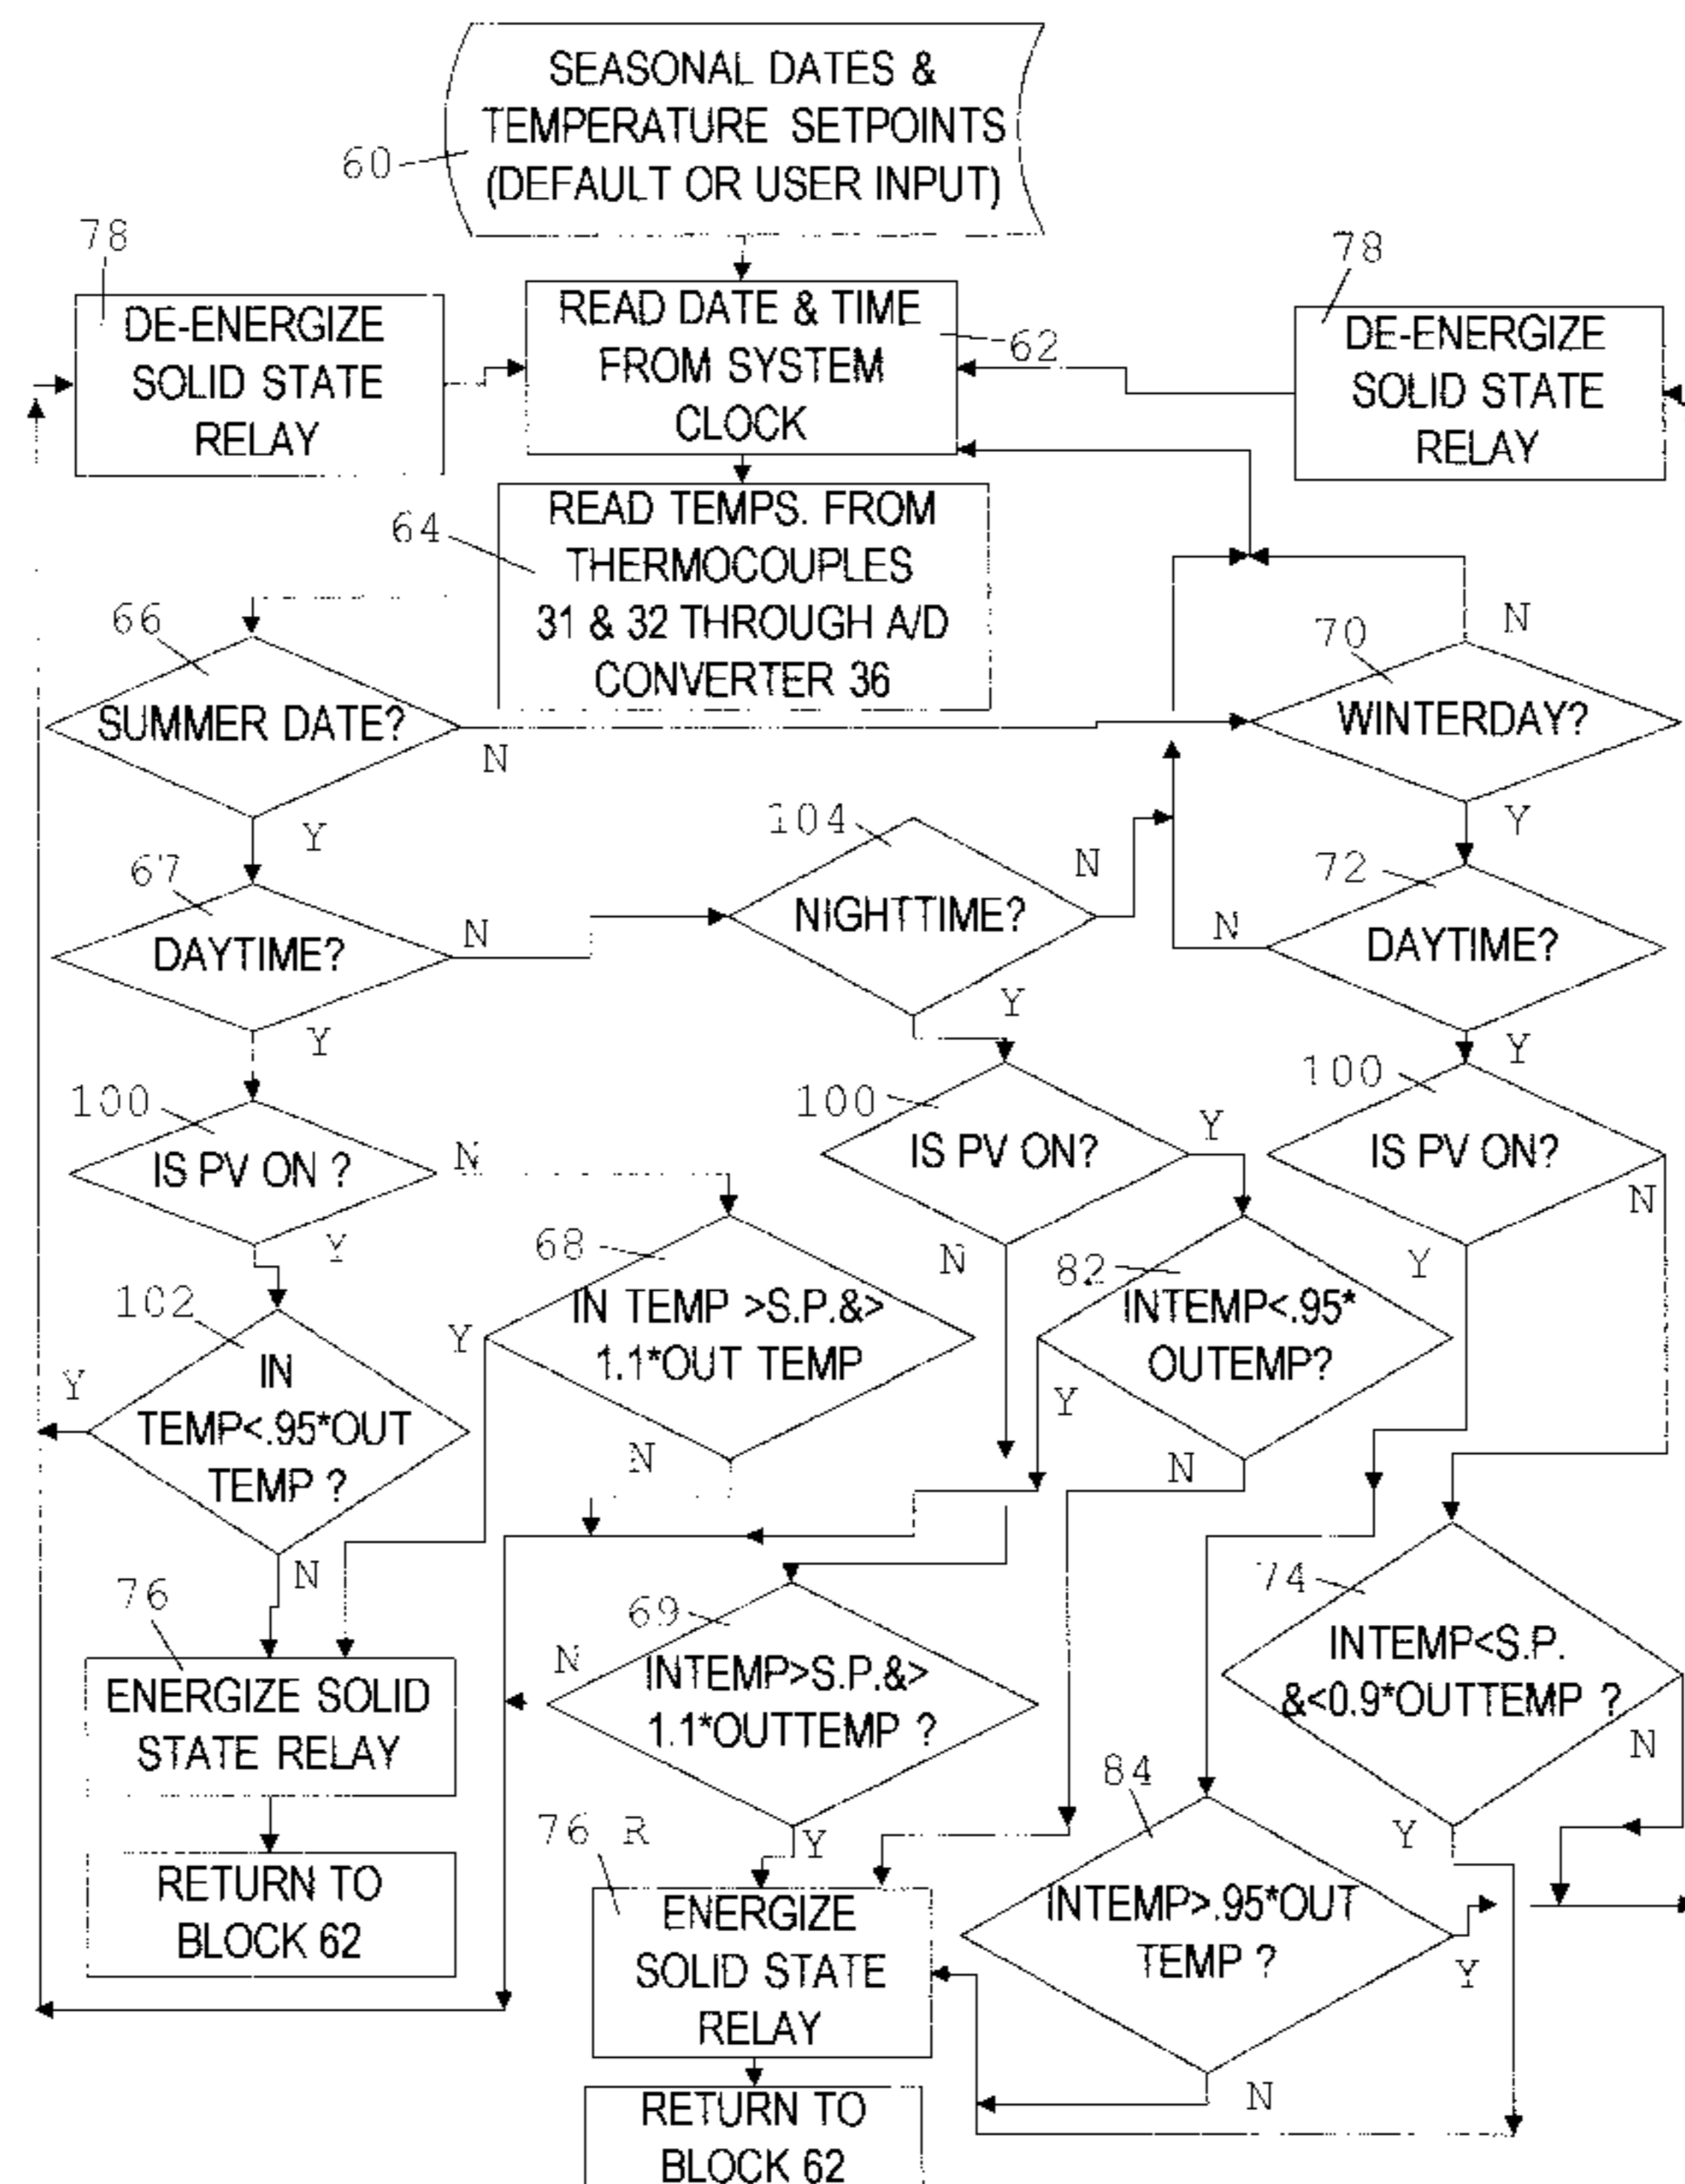 SEASONAL DATES &
TEMPERATURE SETPOINTS
(DEFAULT OR USER INPUT)
60
78
DE-ENERGIZE
SOLID STATE
RELAY
READ DATE & TIME
FROM SYSTEM
CLOCK
62
78
DE-ENERGIZE
SOLID STATE
RELAY
64
READ TEMPS. FROM
THERMOCOUPLES
31 & 32 THROUGH A/D
CONVERTER 36
66
SUMMER DATE?
N
Y
70
N
WINTERDAY?
Y
67
DAYTIME?
N
Y
104
NIGHTTIME?
N
Y
72
N
DAYTIME?
Y
100
IS PV ON ?
N
Y
100
IS PV ON?
Y
N
100
IS PV ON?
N
Y
102
IN
TEMP<.95*OUT
TEMP ?
Y
N
68
IN TEMP >S.P.&>
1.1*OUT TEMP
Y
N
82
INTEMP<.95*
OUTEMP?
Y
N
76
ENERGIZE SOLID
STATE RELAY
RETURN TO
BLOCK 62
69
N
INTEMP>S.P.&>
1.1*OUTTEMP ?
Y
74
INTEMP<S.P.
&<0.9*OUTTEMP ?
N
Y
76 R
ENERGIZE
SOLID STATE
RELAY
84
INTEMP>.95*OUT
TEMP ?
Y
N
RETURN TO
BLOCK 62